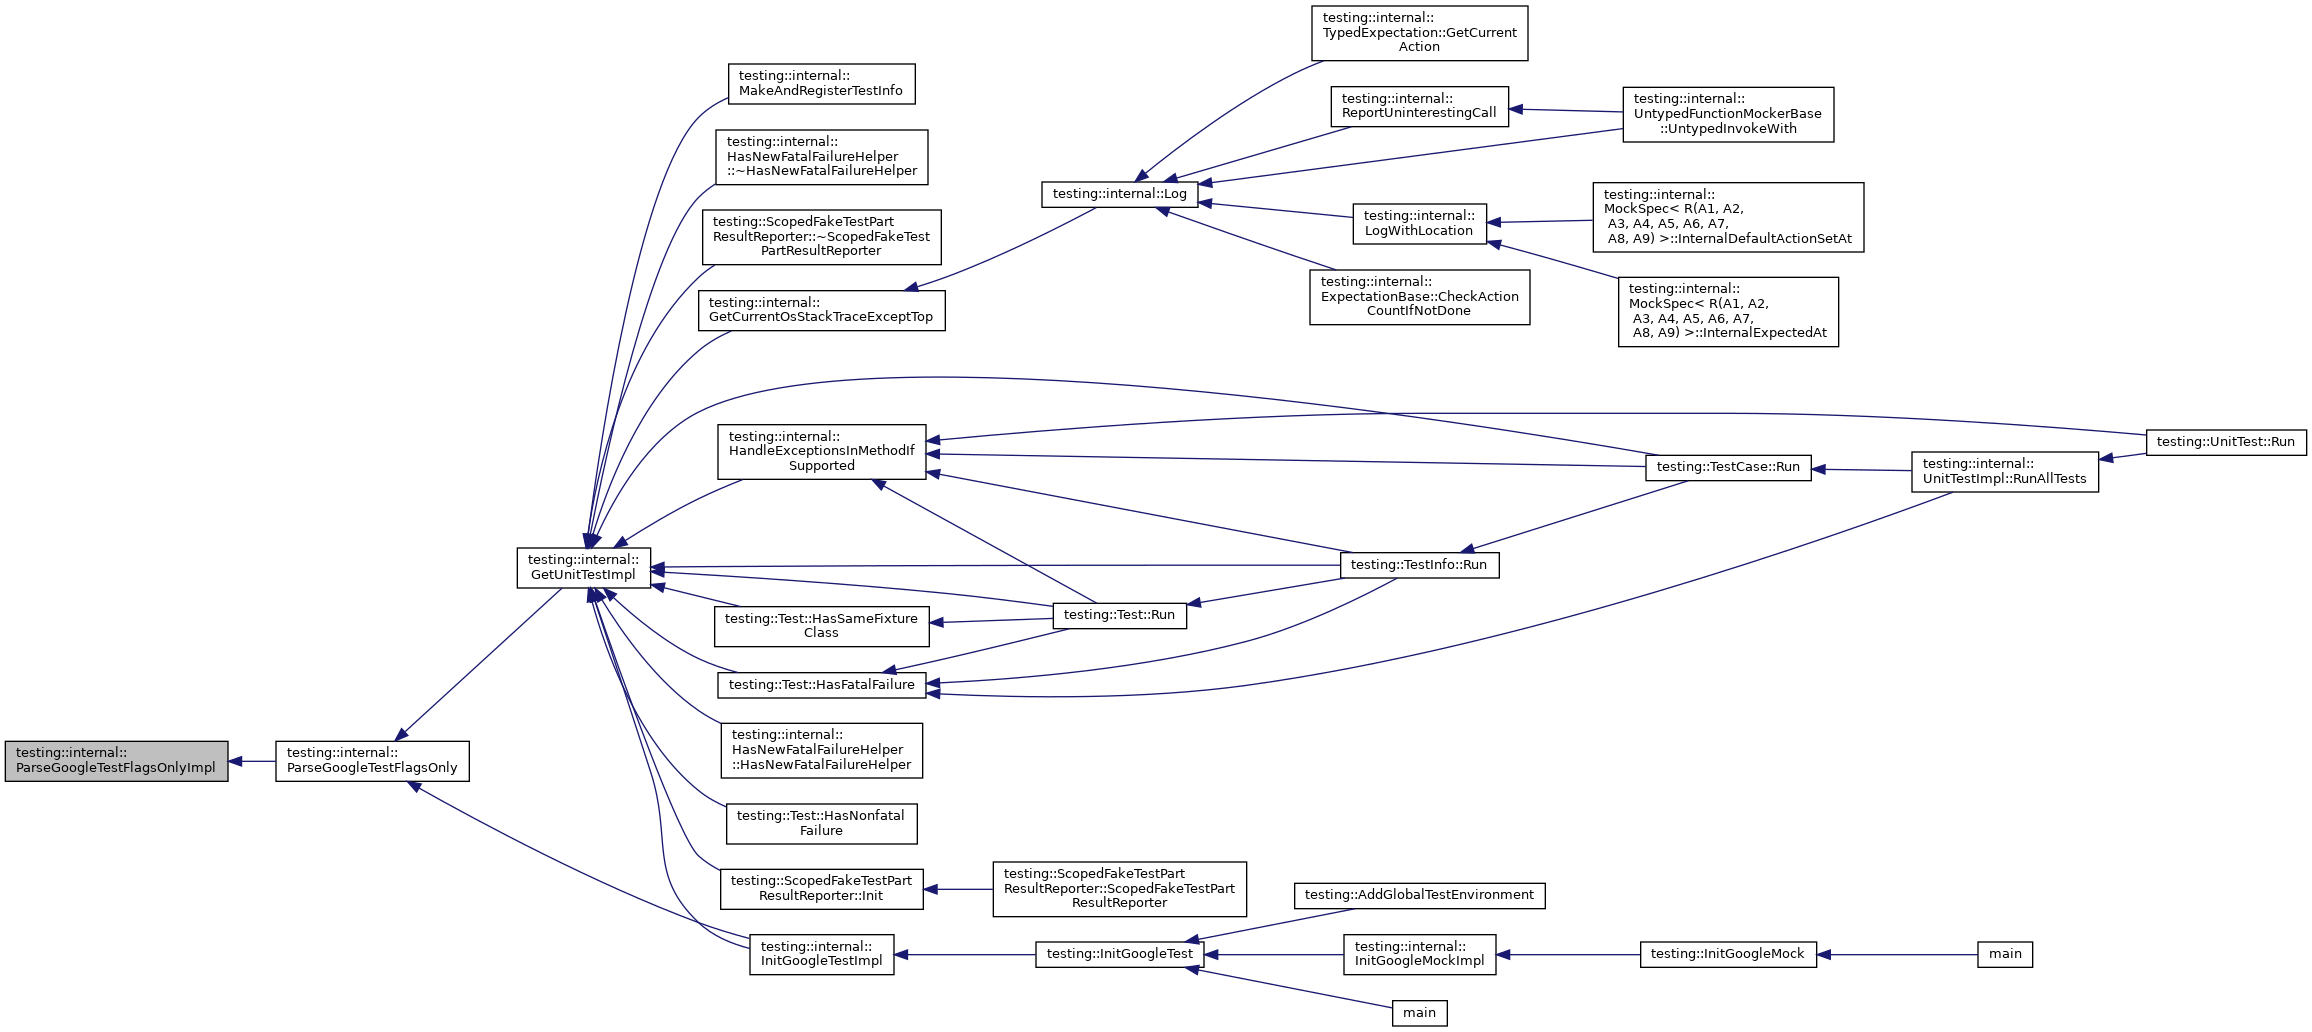 testing::internal::
TypedExpectation::GetCurrent
Action
testing::internal::
MakeAndRegisterTestInfo
testing::internal::
ReportUninterestingCall
testing::internal::
UntypedFunctionMockerBase
::UntypedInvokeWith
testing::internal::
HasNewFatalFailureHelper
::~HasNewFatalFailureHelper
testing::internal::Log
testing::internal::
MockSpec< R(A1, A2,
A3, A4, A5, A6, A7,
A8, A9) >::InternalDefaultActionSetAt
testing::ScopedFakeTestPart
ResultReporter::~ScopedFakeTest
PartResultReporter
testing::internal::
LogWithLocation
testing::internal::
GetCurrentOsStackTraceExceptTop
testing::internal::
ExpectationBase::CheckAction
CountIfNotDone
testing::internal::
MockSpec< R(A1, A2,
A3, A4, A5, A6, A7,
A8, A9) >::InternalExpectedAt
testing::internal::
HandleExceptionsInMethodIf
Supported
testing::UnitTest::Run
testing::TestCase::Run
testing::internal::
UnitTestImpl::RunAllTests
testing::internal::
GetUnitTestImpl
testing::TestInfo::Run
testing::Test::Run
testing::Test::HasSameFixture
Class
testing::Test::HasFatalFailure
testing::internal::
ParseGoogleTestFlagsOnlyImpl
testing::internal::
ParseGoogleTestFlagsOnly
testing::internal::
HasNewFatalFailureHelper
::HasNewFatalFailureHelper
testing::Test::HasNonfatal
Failure
testing::ScopedFakeTestPart
ResultReporter::Init
testing::ScopedFakeTestPart
ResultReporter::ScopedFakeTestPart
ResultReporter
testing::AddGlobalTestEnvironment
testing::internal::
InitGoogleTestImpl
testing::InitGoogleTest
testing::internal::
InitGoogleMockImpl
testing::InitGoogleMock
main
main